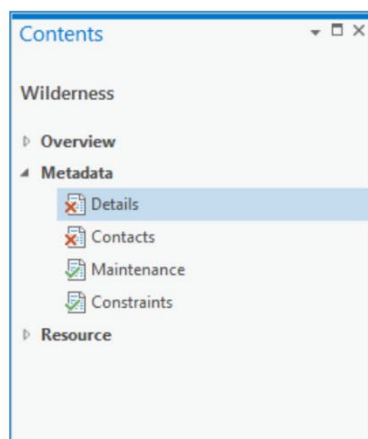 Contents
Wilderness
Overview
Metadata
Details
Contacts
Maintenance
Constraints
Resource